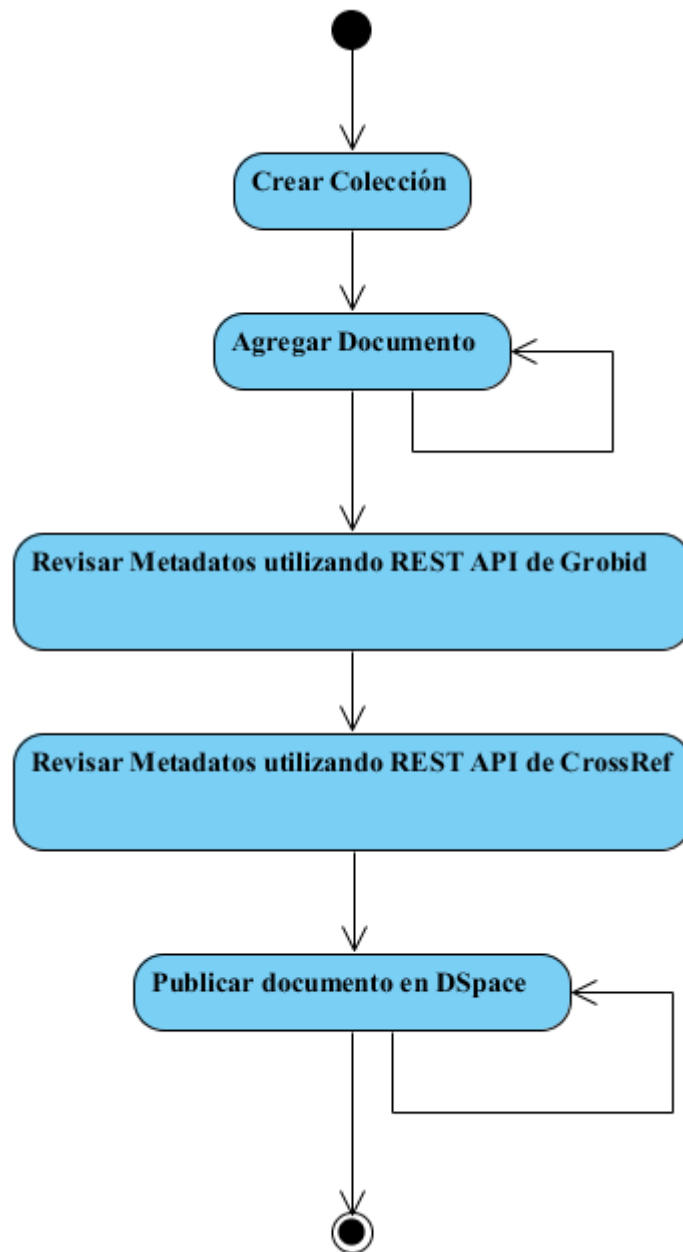 Crear Colección
Agregar Documento
Revisar Metadatos utilizando REST API de Grobid
Revisar Metadatos utilizando REST API de CrossRef
Publicar documento en DSpace